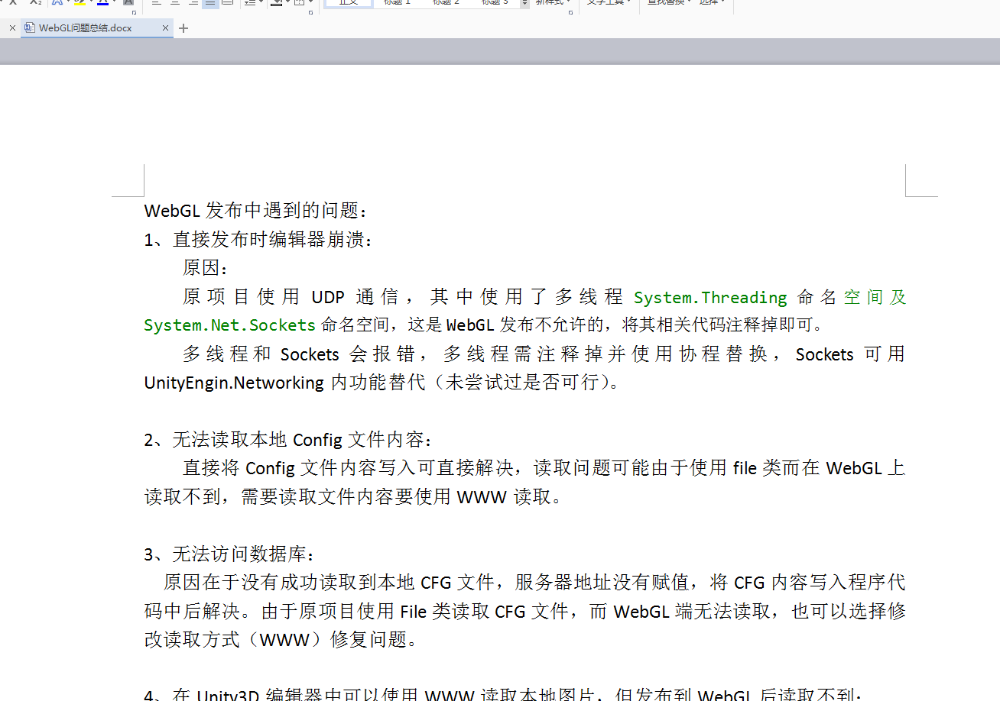 正文 标题 1 标题 2 标题 3 新样式 文字工具 查找替换 选择
WebGL问题总结.docx
WebGL 发布中遇到的问题：
1、直接发布时编辑器崩溃：
原因：
原项目使用 UDP 通信，其中使用了多线程 System.Threading 命名空间及
System.Net.Sockets 命名空间，这是 WebGL 发布不允许的，将其相关代码注释掉即可。
多线程和 Sockets 会报错，多线程需注释掉并使用协程替换，Sockets 可用
UnityEngin.Networking 内功能替代（未尝试过是否可行）。
2、无法读取本地 Config 文件内容：
直接将 Config 文件内容写入可直接解决，读取问题可能由于使用 file 类而在 WebGL 上
读取不到，需要读取文件内容要使用 WWW 读取。
3、无法访问数据库：
原因在于没有成功读取到本地 CFG 文件，服务器地址没有赋值，将 CFG 内容写入程序代
码中后解决。由于原项目使用 File 类读取 CFG 文件，而 WebGL 端无法读取，也可以选择修
改读取方式（WWW）修复问题。
4、在 Unity3D 编辑器中可以使用 WWW 读取本地图片，但发布到 WebGL 后读取不到：